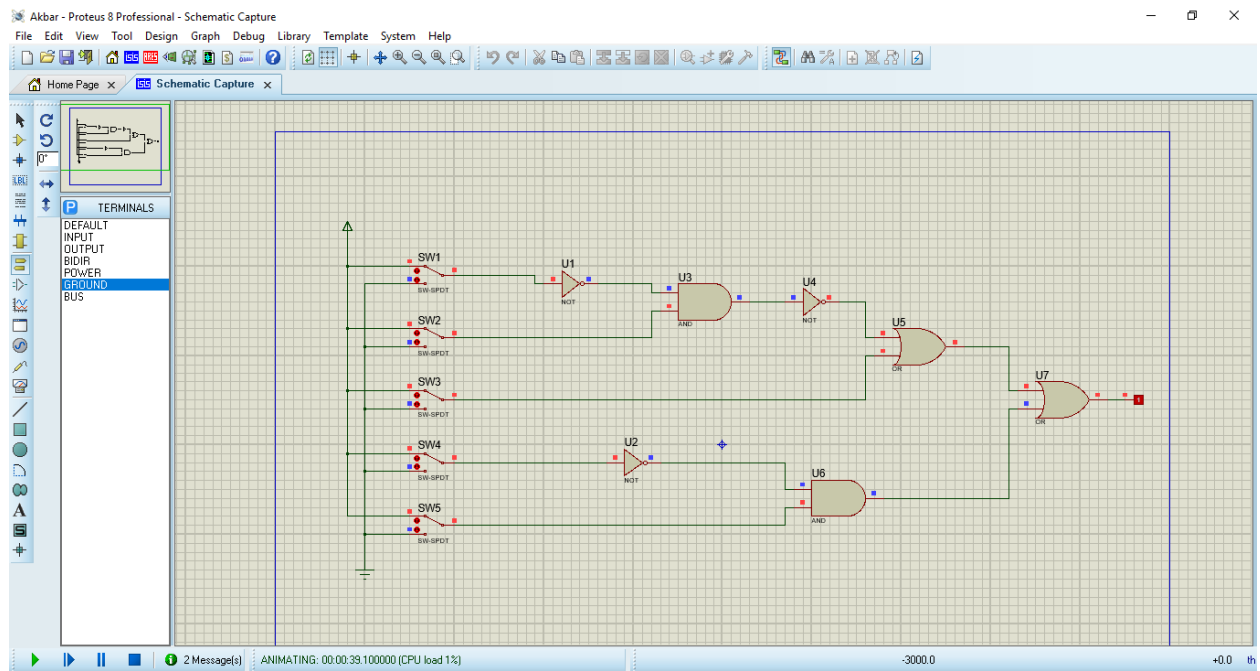 Akbar - Proteus 8 Professional - Schematic Capture
File Edit View Tool Design Graph Debug Library Template System Help
Home Page Schematic Capture
0°
LBL
P TERMINALS
DEFAULT
INPUT
OUTPUT
BIDIR
POWER
GROUND
BUS
A
S
SW1
SW-SPDT
U1
NOT
U3
AND
U4
NOT
SW2
SW-SPDT
U5
OR
SW3
SW-SPDT
U7
OR
1
SW4
SW-SPDT
U2
NOT
U6
AND
SW5
SW-SPDT
2 Message(s) ANIMATING: 00:00:39.100000 (CPU load 1%) -3000.0 +0.0 th